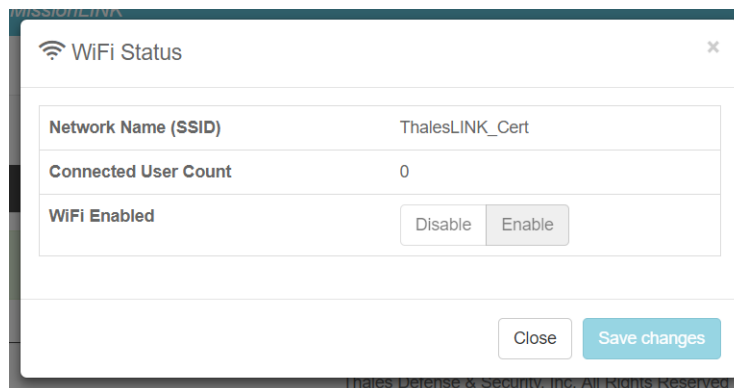 MissionLINK
WiFi Status ×
Network Name (SSID) ThalesLINK_Cert
Connected User Count 0
WiFi Enabled Disable Enable
Close Save changes
Thales Defense & Security, Inc. All Rights Reserved